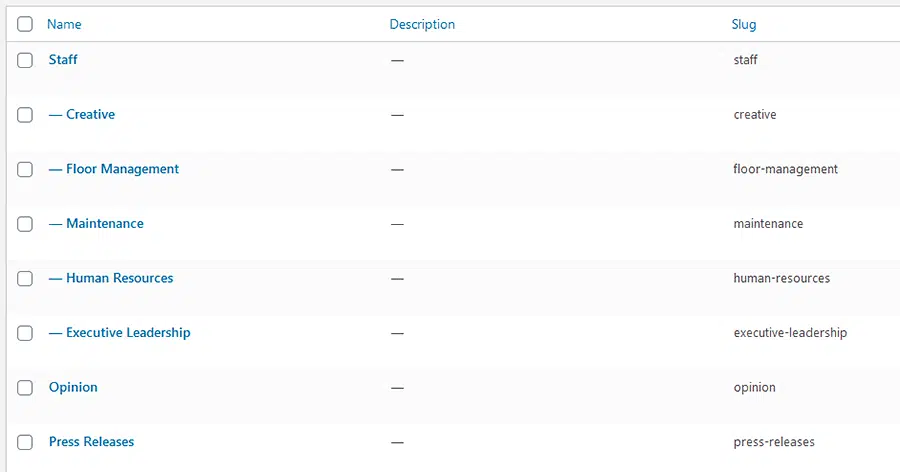 Name Description Slug
Staff — staff
— Creative — creative
— Floor Management — floor-management
— Maintenance — maintenance
— Human Resources — human-resources
— Executive Leadership — executive-leadership
Opinion — opinion
Press Releases — press-releases